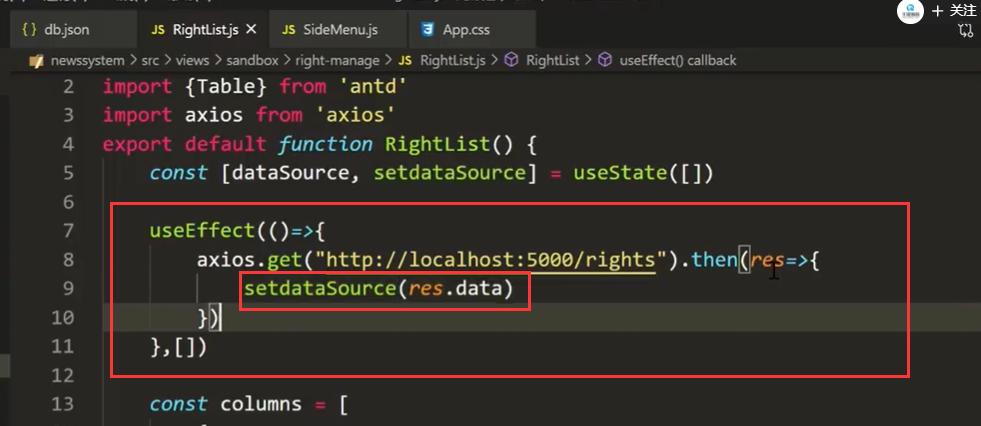 + 关注
{} db.json
JS RightList.js ×
JS SideMenu.js
App.css
newssystem > src > views > sandbox > right-manage > JS RightList.js > RightList > useEffect() callback
2 import {Table} from 'antd'
3 import axios from 'axios'
4 export default function RightList() {
5 const [dataSource, setdataSource] = useState([])
6
7 useEffect(()=>{
8 axios.get("http://localhost:5000/rights").then(res=>{
9 setdataSource(res.data)
10 })
11 },[])
12
13 const columns = [